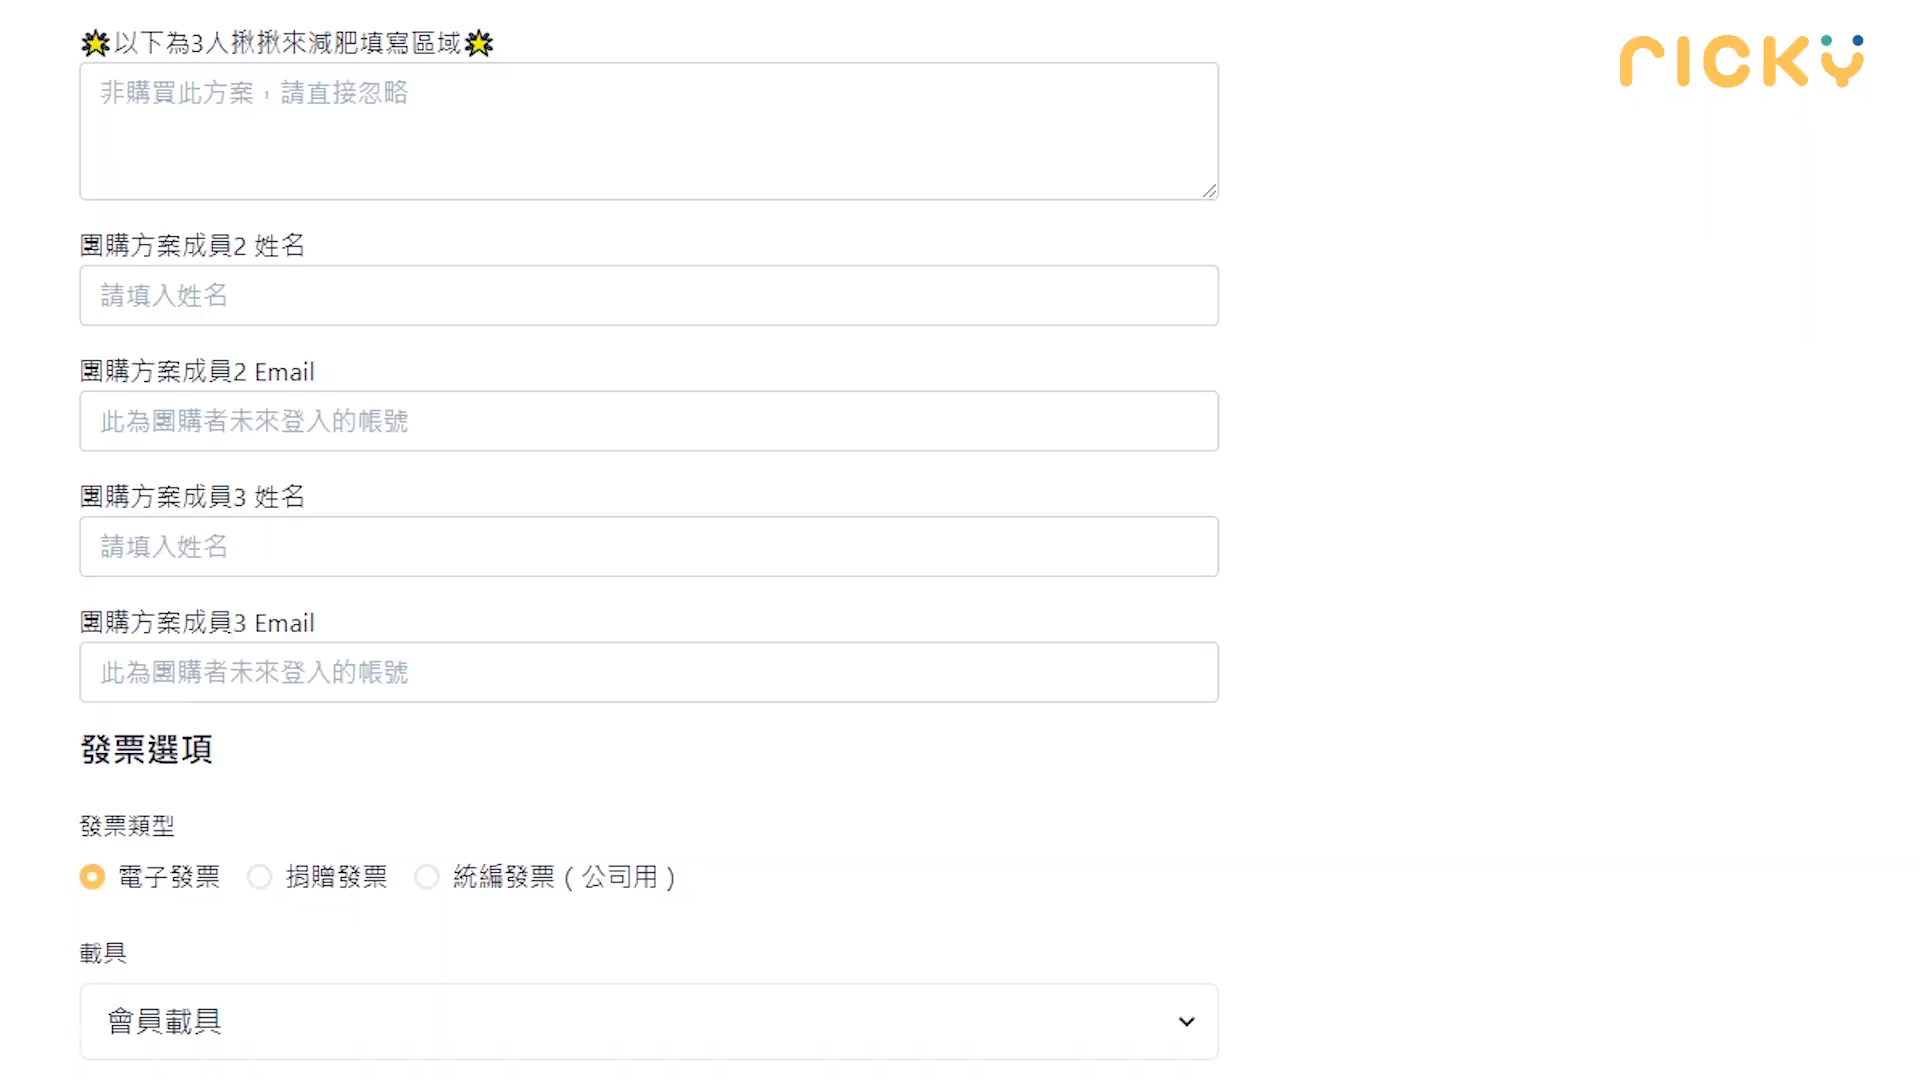 🌟以下為3人揪揪來減肥填寫區域🌟
ricky
非購買此方案，請直接忽略
團購方案成員2 姓名
請填入姓名
團購方案成員2 Email
此為團購者未來登入的帳號
團購方案成員3 姓名
請填入姓名
團購方案成員3 Email
此為團購者未來登入的帳號
發票選項
發票類型
電子發票 捐贈發票 統編發票 ( 公司用 )
載具
會員載具